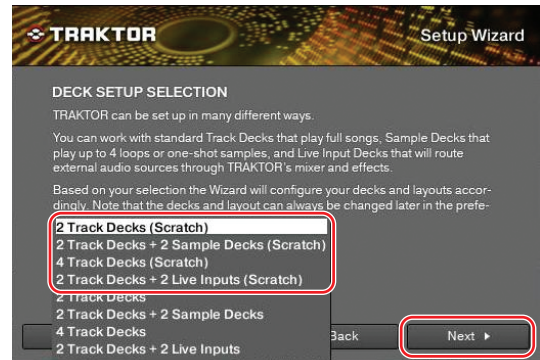 TRAKTOR
Setup Wizard
DECK SETUP SELECTION
TRAKTOR can be set up in many different ways.
You can work with standard Track Decks that play full songs, Sample Decks that
play up to 4 loops or one-shot samples, and Live Input Decks that will route
external audio sources through TRAKTOR's mixer and effects.
Based on your selection the Wizard will configure your decks and layouts accor-
dingly. Note that the decks and layout can always be changed later in the prefe-
2 Track Decks (Scratch)
2 Track Decks + 2 Sample Decks (Scratch)
4 Track Decks (Scratch)
2 Track Decks + 2 Live Inputs (Scratch)
2 Track Decks
2 Track Decks + 2 Sample Decks
4 Track Decks
2 Track Decks + 2 Live Inputs
Back
Next